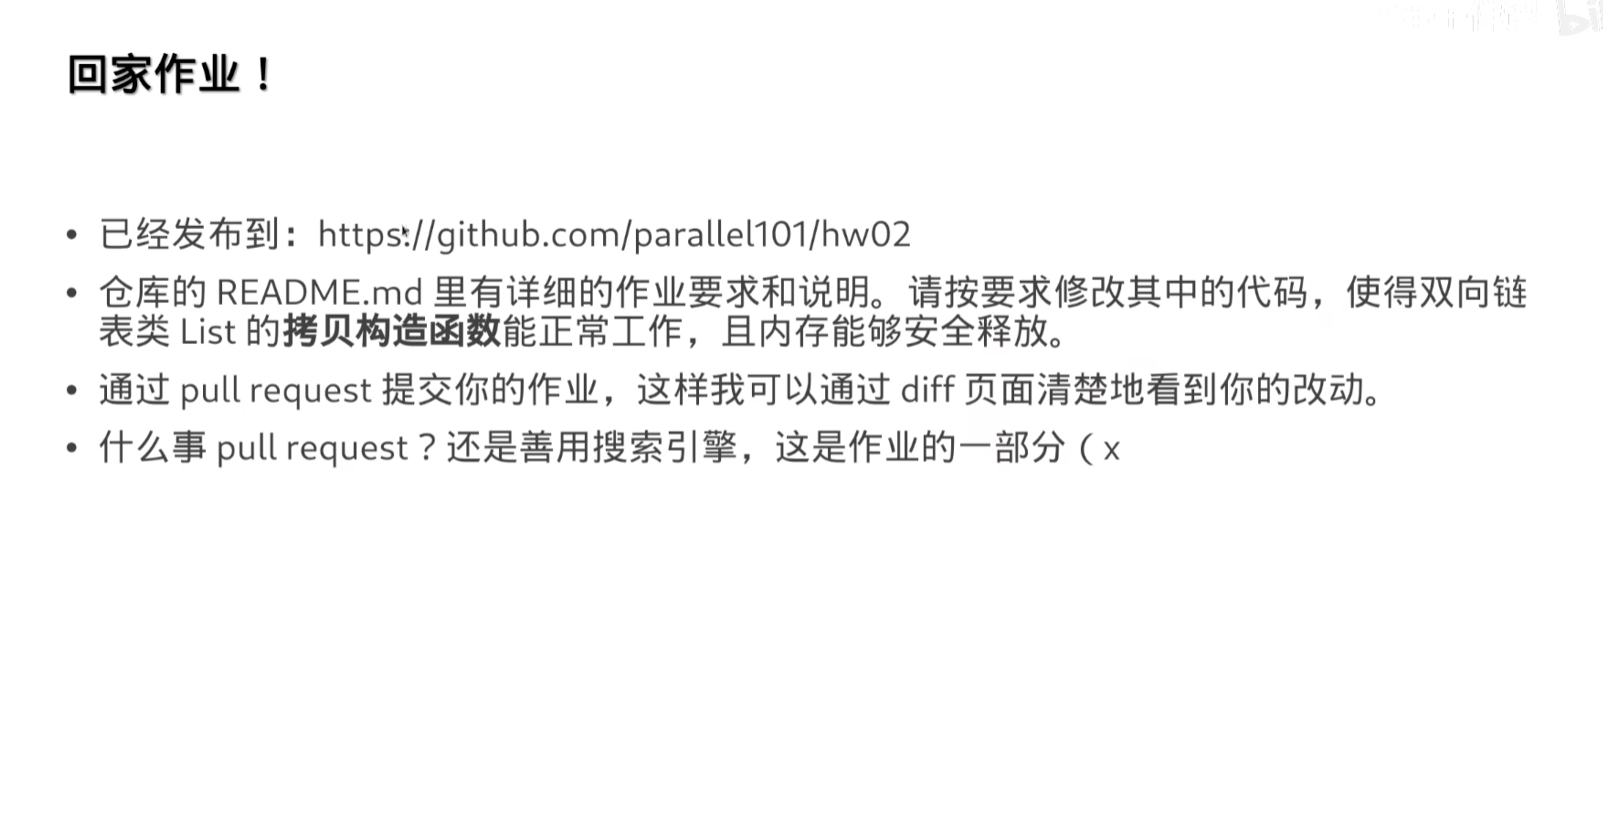 回家作业！
• 已经发布到：https://github.com/parallel101/hw02
• 仓库的 README.md 里有详细的作业要求和说明。请按要求修改其中的代码，使得双向链
表类 List 的拷贝构造函数能正常工作，且内存能够安全释放。
• 通过 pull request 提交你的作业，这样我可以通过 diff 页面清楚地看到你的改动。
• 什么事 pull request？还是善用搜索引擎，这是作业的一部分（x